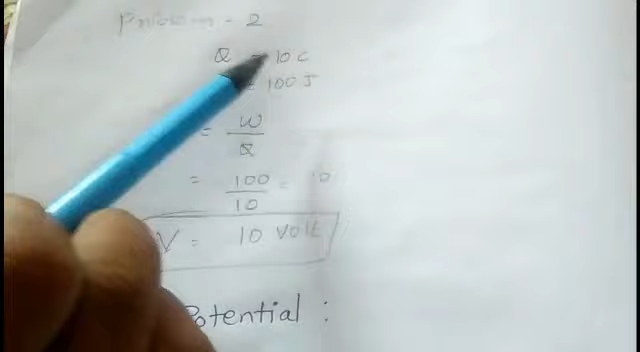 Problem - 2
Q = 10 C
= 100 J
= W / Q
= 100 / 10 = 10
V = 10 VOLt
Potential :